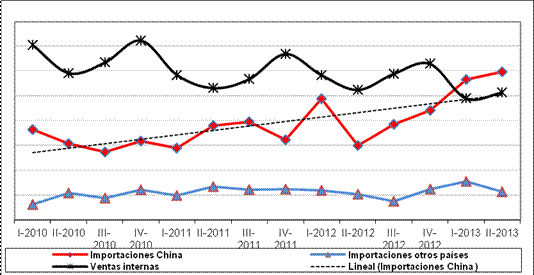 I-2010 II-2010 III-2010 IV-2010 I-2011 II-2011 III-2011 IV-2011 I-2012 II-2012 III-2012 IV-2012 I-2013 II-2013
Importaciones China Importaciones otros países
Ventas internas Lineal (Importaciones China )